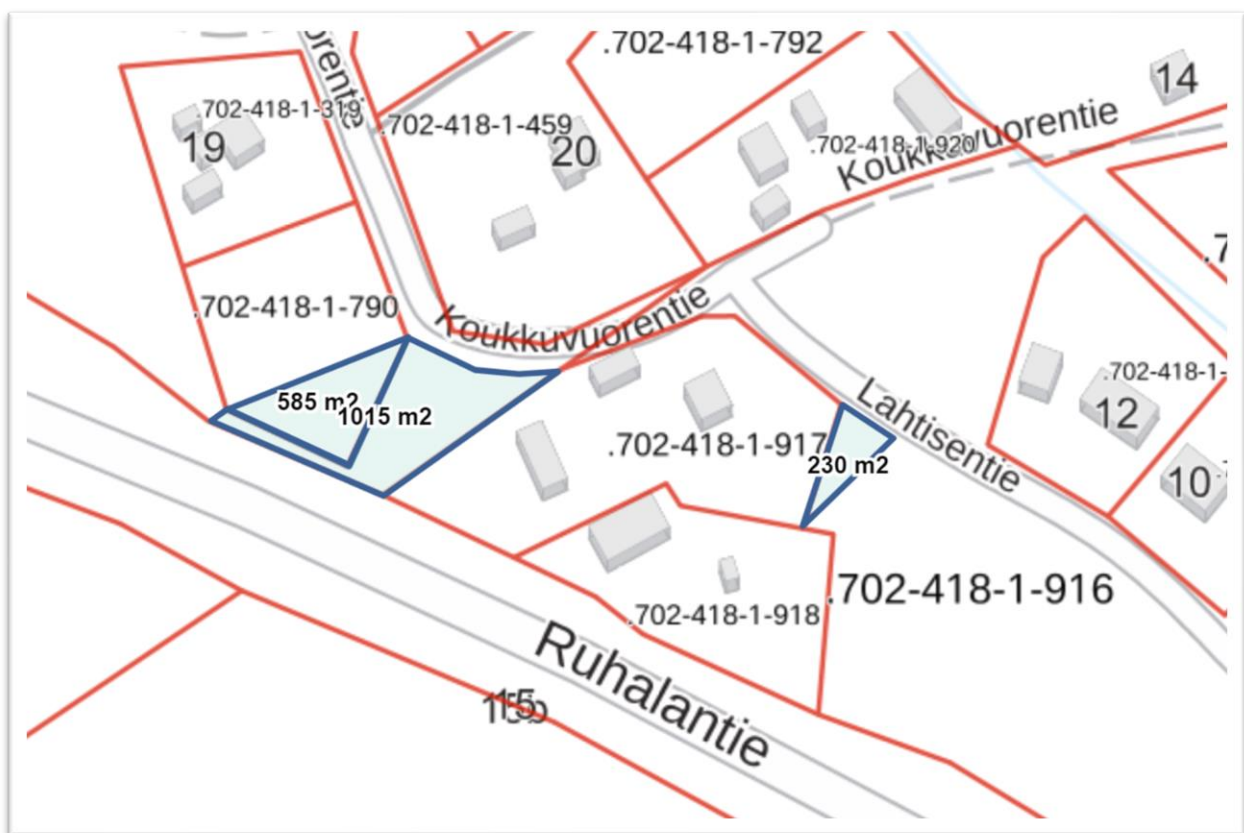 orentie
.702-418-1-792
14
.702-418-1-319
.702-418-1-459
19
20
Koukkuvuorentie
.702-418-1-920
.7
.702-418-1-790
Koukkuvuorentie
.702-418-1-
12
585 m2
1015 m2
Lahtisentie
.702-418-1-917
230 m2
10
.702-418-1-916
.702-418-1-918
Ruhalantie